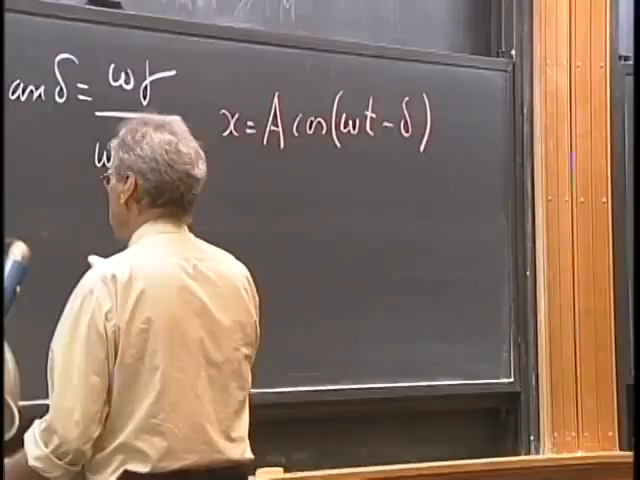 an δ = ωγ
ω
x = A cos(ωt - δ)